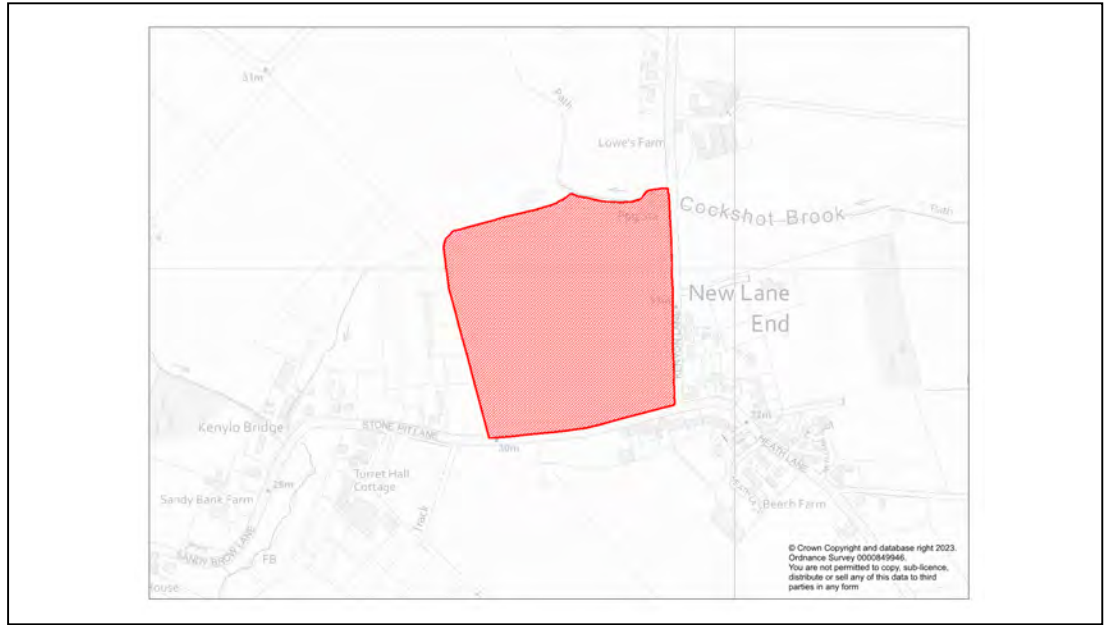 31m
Path
Lowe's Farm
Cockshot Brook
Path
Ppg Sta
New Lane
End
Kenylo Bridge
STONE PIT LANE
30m
HEATH LANE
Turret Hall
Cottage
Sandy Bank Farm
Track
Beech Farm
SANDY BROW LANE
FB
House
© Crown Copyright and database right 2023.
Ordnance Survey 0000849946.
You are not permitted to copy, sub-licence,
distribute or sell any of this data to third
parties in any form